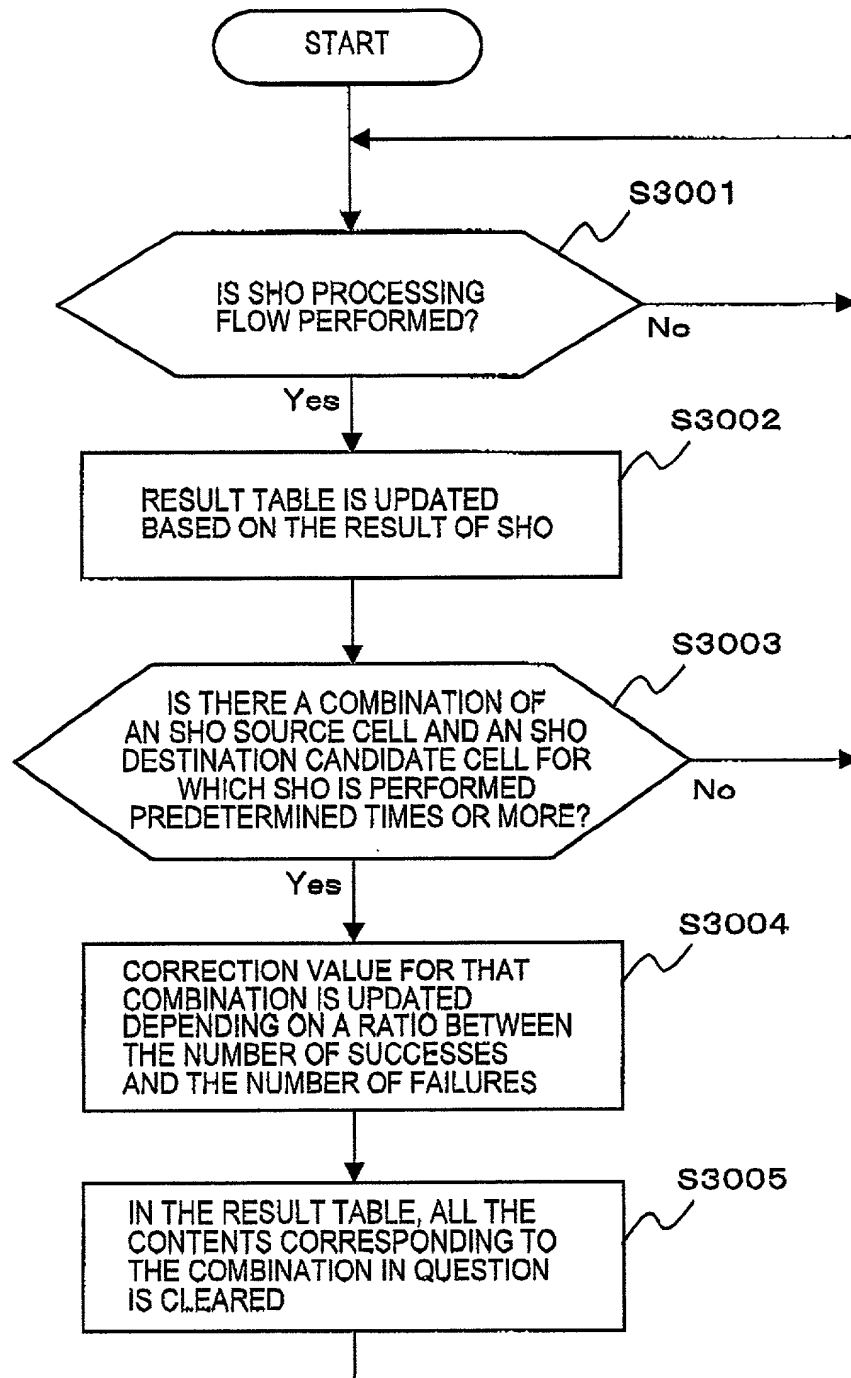 START
S3001
IS SHO PROCESSING
FLOW PERFORMED?
No
Yes
S3002
RESULT TABLE IS UPDATED
BASED ON THE RESULT OF SHO
S3003
IS THERE A COMBINATION OF
AN SHO SOURCE CELL AND AN SHO
DESTINATION CANDIDATE CELL FOR
WHICH SHO IS PERFORMED
PREDETERMINED TIMES OR MORE?
No
Yes
S3004
CORRECTION VALUE FOR THAT
COMBINATION IS UPDATED
DEPENDING ON A RATIO BETWEEN
THE NUMBER OF SUCCESSES
AND THE NUMBER OF FAILURES
S3005
IN THE RESULT TABLE, ALL THE
CONTENTS CORRESPONDING TO
THE COMBINATION IN QUESTION
IS CLEARED